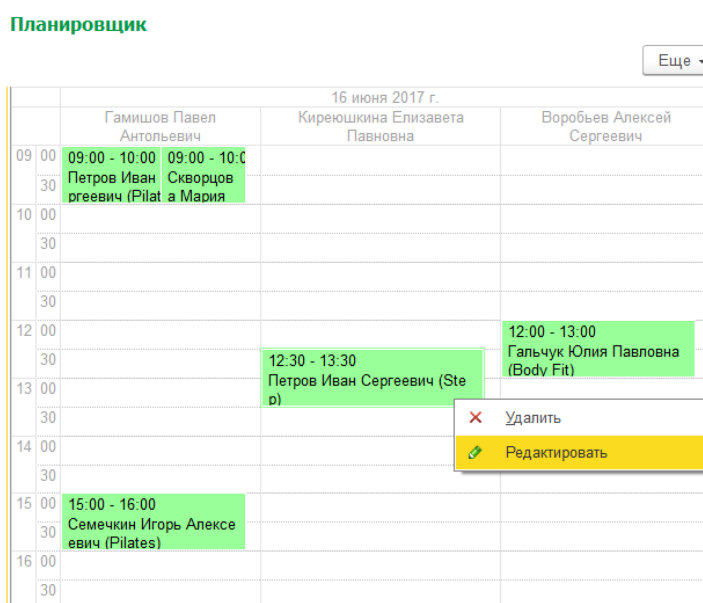 Планировщик
Еще
16 июня 2017 г.
Гамишов Павел
Антольевич
Киреюшкина Елизавета
Павновна
Воробьев Алексей
Сергеевич
09 00
09:00 - 10:00
Петров Иван
ргеевич (Pilat
09:00 - 10:0
Скворцов
а Мария
30
10 00
30
11 00
30
12 00
12:00 - 13:00
Гальчук Юлия Павловна
(Body Fit)
30
12:30 - 13:30
Петров Иван Сергеевич (Ste
p)
13 00
30
Удалить
Редактировать
14 00
30
15 00
15:00 - 16:00
Семечкин Игорь Алексе
евич (Pilates)
30
16 00
30